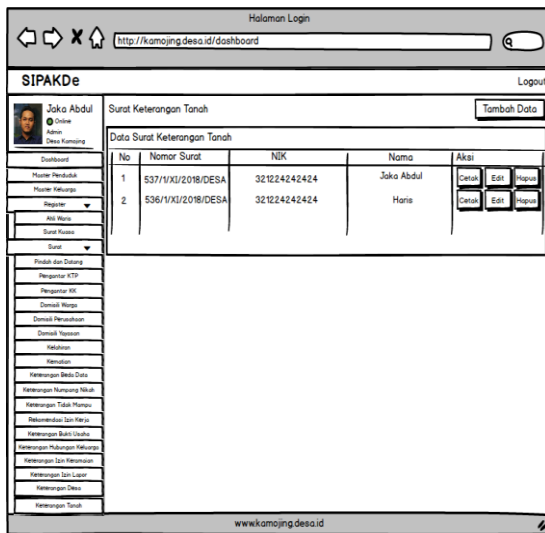 Halaman Login
http://kamojing.desa.id/dashboard
SIPAKDe
Logout
Jaka Abdul
Online
Admin
Desa Kamojing
Surat Keterangan Tanah
Tambah Data
Data Surat Keterangan Tanah
No Nomor Surat NIK Nama Aksi
1 537/1/XI/2018/DESA 321224242424 Jaka Abdul Cetak Edit Hapus
2 536/1/XI/2018/DESA 321224242424 Haris Cetak Edit Hapus
Dashboard
Master Penduduk
Master Keluarga
Register
Ahli Waris
Surat Kuasa
Surat
Pindah dan Datang
Pengantar KTP
Pengantar KK
Domisili Warga
Domisili Perusahaan
Domisili Yayasan
Kelahiran
Kematian
Keterangan Beda Data
Keterangan Numpang Nikah
Keterangan Tidak Mampu
Rekomendasi Izin Kerja
Keterangan Bukti Usaha
Keterangan Hubungan Keluarga
Keterangan Izin Keramaian
Keterangan Izin Lapor
Keterangan Desa
Keterangan Tanah
www.kamojing.desa.id